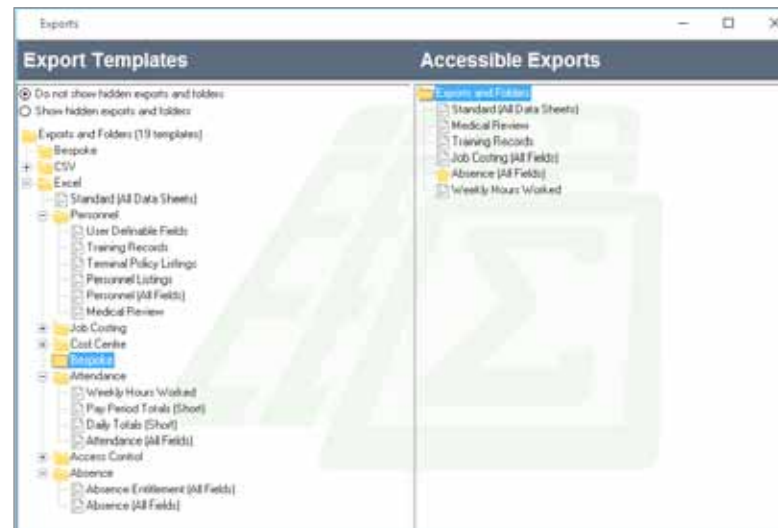 Exports
Export Templates
Do not show hidden exports and folders
Show hidden exports and folders
Exports and Folders (19 templates)
Bespoke
CSV
Excel
Standard (All Data Sheets)
Personnel
User Definable Fields
Training Records
Terminal Policy Listings
Personnel Listings
Personnel (All Fields)
Medical Review
Job Costing
Cost Centre
Bespoke
Attendance
Weekly Hours Worked
Pay Period Totals (Short)
Daily Totals (Short)
Attendance (All Fields)
Access Control
Absence
Absence Entitlement (All Fields)
Absence (All Fields)
Accessible Exports
Exports and Folders
Standard (All Data Sheets)
Medical Review
Training Records
Job Costing (All Fields)
Absence (All Fields)
Weekly Hours Worked